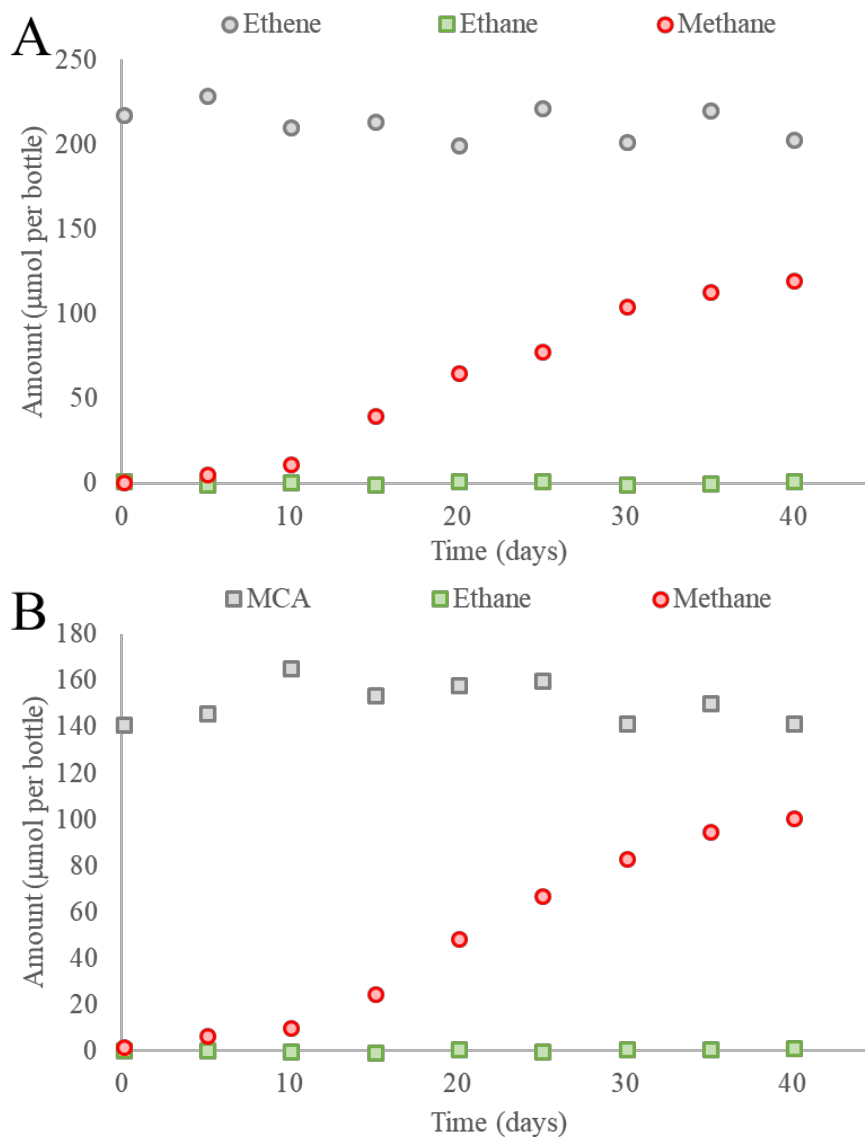 A
Ethene Ethane Methane
250
200
150
100
50
0
Amount (µmol per bottle)
0 10 20 30 40
Time (days)
B
MCA Ethane Methane
180
160
140
120
100
80
60
40
20
0
Amount (µmol per bottle)
0 10 20 30 40
Time (days)